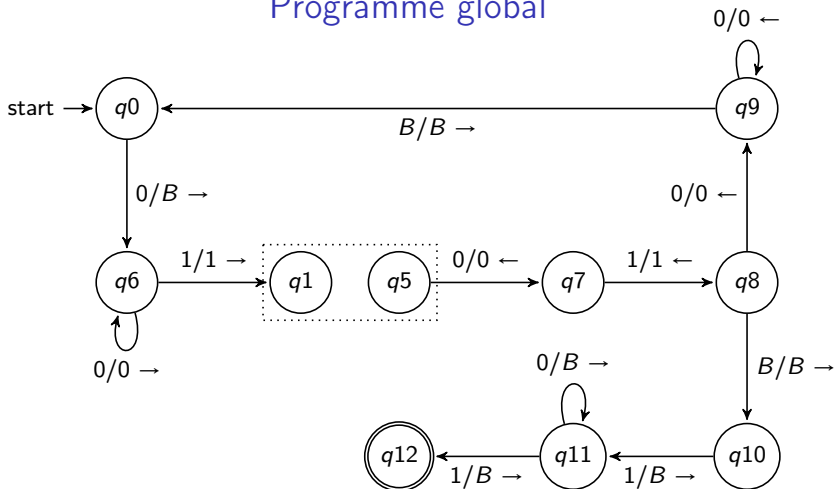 Programme global
0/0 ←
start
q0
q9
B/B →
0/B →
0/0 ←
1/1 →
0/0 ←
1/1 ←
q6
q1
q5
q7
q8
0/0 →
0/B →
B/B →
q12
q11
q10
1/B →
1/B →